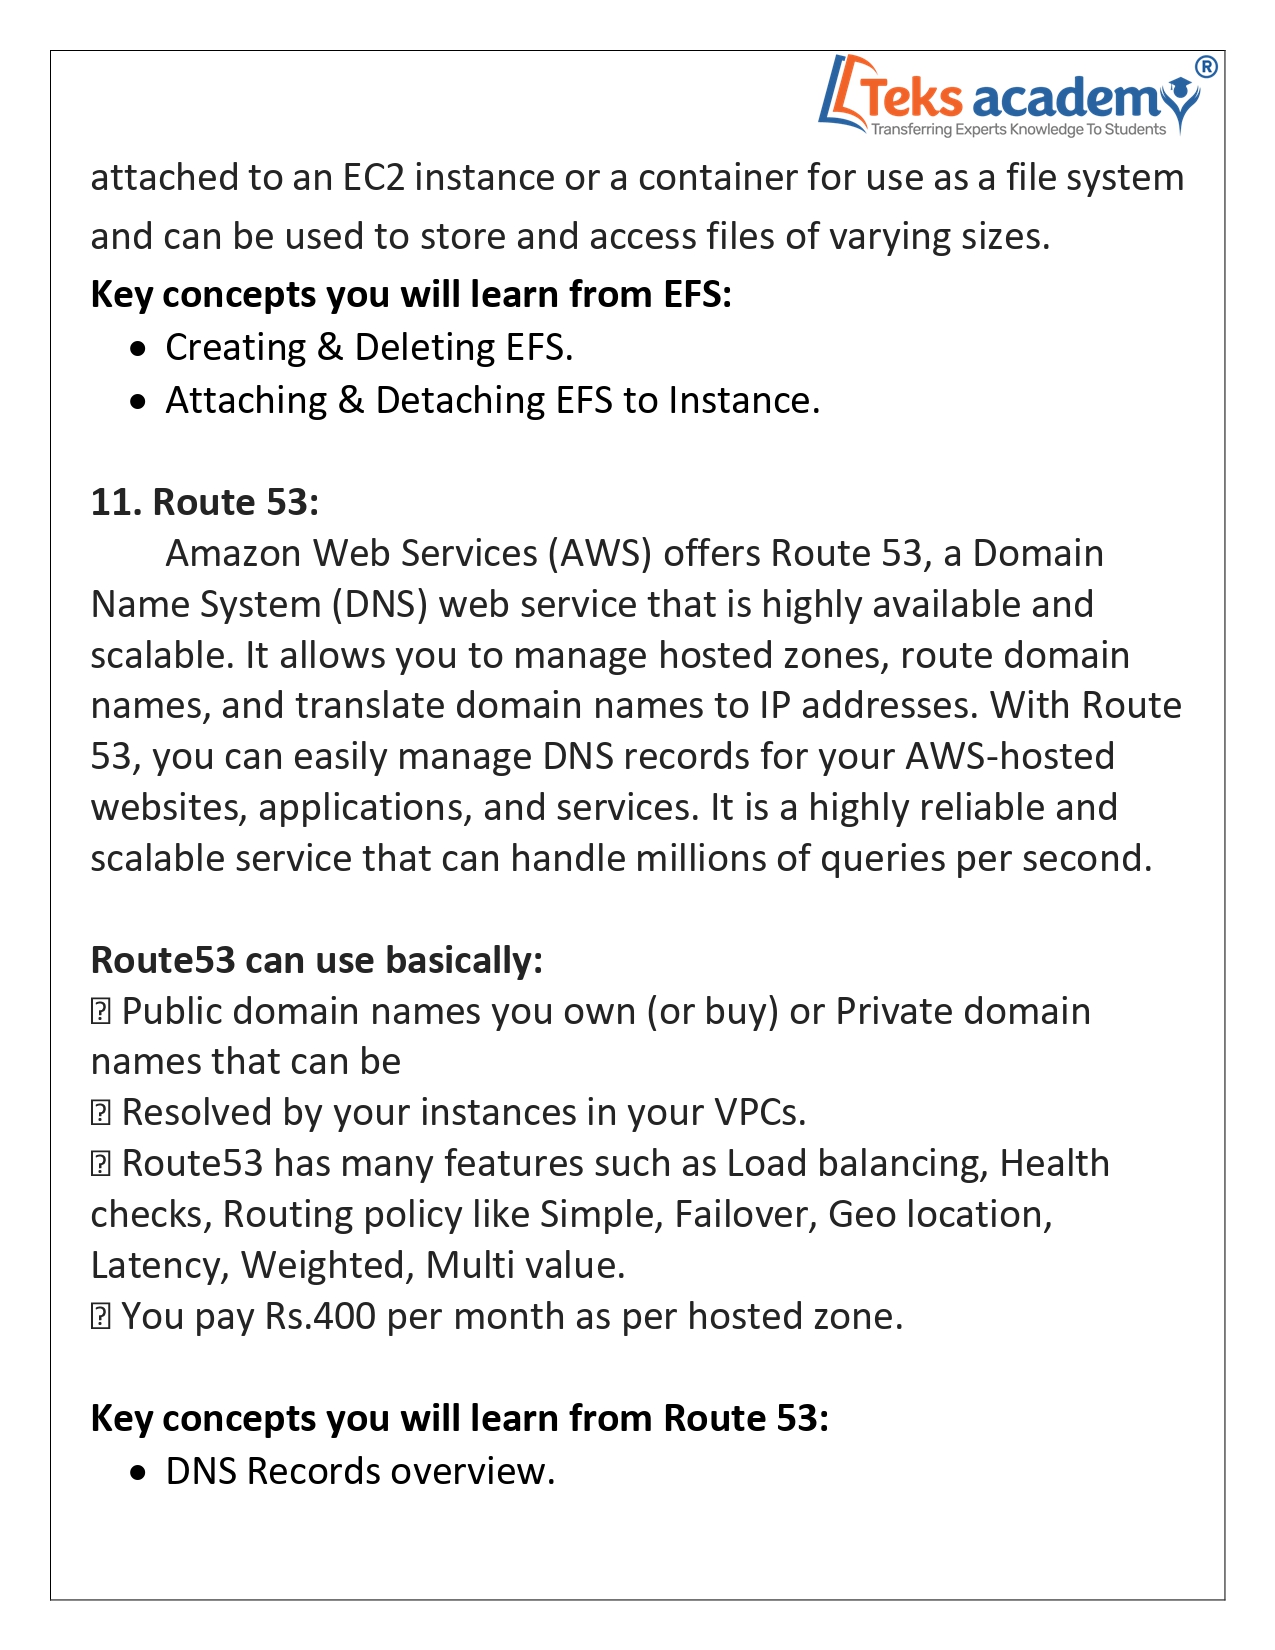 Teks academy®
Transferring Experts Knowledge To Students
attached to an EC2 instance or a container for use as a file system
and can be used to store and access files of varying sizes.
Key concepts you will learn from EFS:
• Creating & Deleting EFS.
• Attaching & Detaching EFS to Instance.
11. Route 53:
Amazon Web Services (AWS) offers Route 53, a Domain
Name System (DNS) web service that is highly available and
scalable. It allows you to manage hosted zones, route domain
names, and translate domain names to IP addresses. With Route
53, you can easily manage DNS records for your AWS-hosted
websites, applications, and services. It is a highly reliable and
scalable service that can handle millions of queries per second.
Route53 can use basically:
⍰ Public domain names you own (or buy) or Private domain
names that can be
⍰ Resolved by your instances in your VPCs.
⍰ Route53 has many features such as Load balancing, Health
checks, Routing policy like Simple, Failover, Geo location,
Latency, Weighted, Multi value.
⍰ You pay Rs.400 per month as per hosted zone.
Key concepts you will learn from Route 53:
• DNS Records overview.